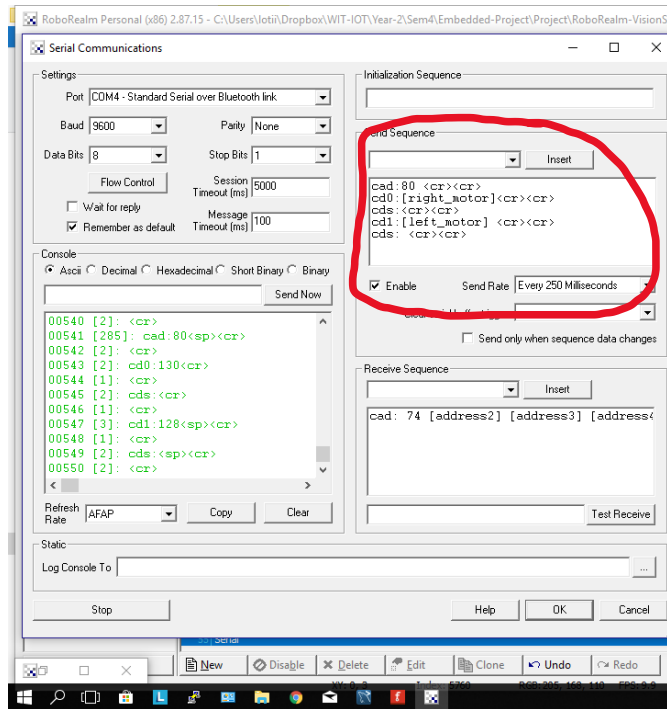 RoboRealm Personal (x86) 2.87.15 - C:\Users\lotii\Dropbox\WIT-IOT\Year-2\Sem4\Embedded-Project\Project\RoboRealm-VisionS
Serial Communications
Settings
Port COM4 - Standard Serial over Bluetooth link
Baud 9600 Parity None
Data Bits 8 Stop Bits 1
Flow Control
Session Timeout (ms) 5000
Wait for reply
Remember as default
Message Timeout (ms) 100
Console
Ascii Decimal Hexadecimal Short Binary Binary
Send Now
00540 [2]: <cr>
00541 [285]: cad:80<sp><cr>
00542 [2]: <cr>
00543 [2]: cd0:130<cr>
00544 [1]: <cr>
00545 [2]: cds:<cr>
00546 [1]: <cr>
00547 [3]: cd1:128<sp><cr>
00548 [1]: <cr>
00549 [2]: cds:<sp><cr>
00550 [2]: <cr>
Refresh Rate AFAP Copy Clear
Initialization Sequence
Sequence
Insert
cad:80 <cr><cr>
cd0:[right_motor]<cr><cr>
cds:<cr><cr>
cd1:[left_motor] <cr><cr>
cds: <cr><cr>
Enable Send Rate Every 250 Milliseconds
Send only when sequence data changes
Receive Sequence
Insert
cad: 74 [address2] [address3] [address4
Test Receive
Static
Log Console To ...
Stop Help OK Cancel
Serial
New Disable Delete Edit Clone Undo Redo